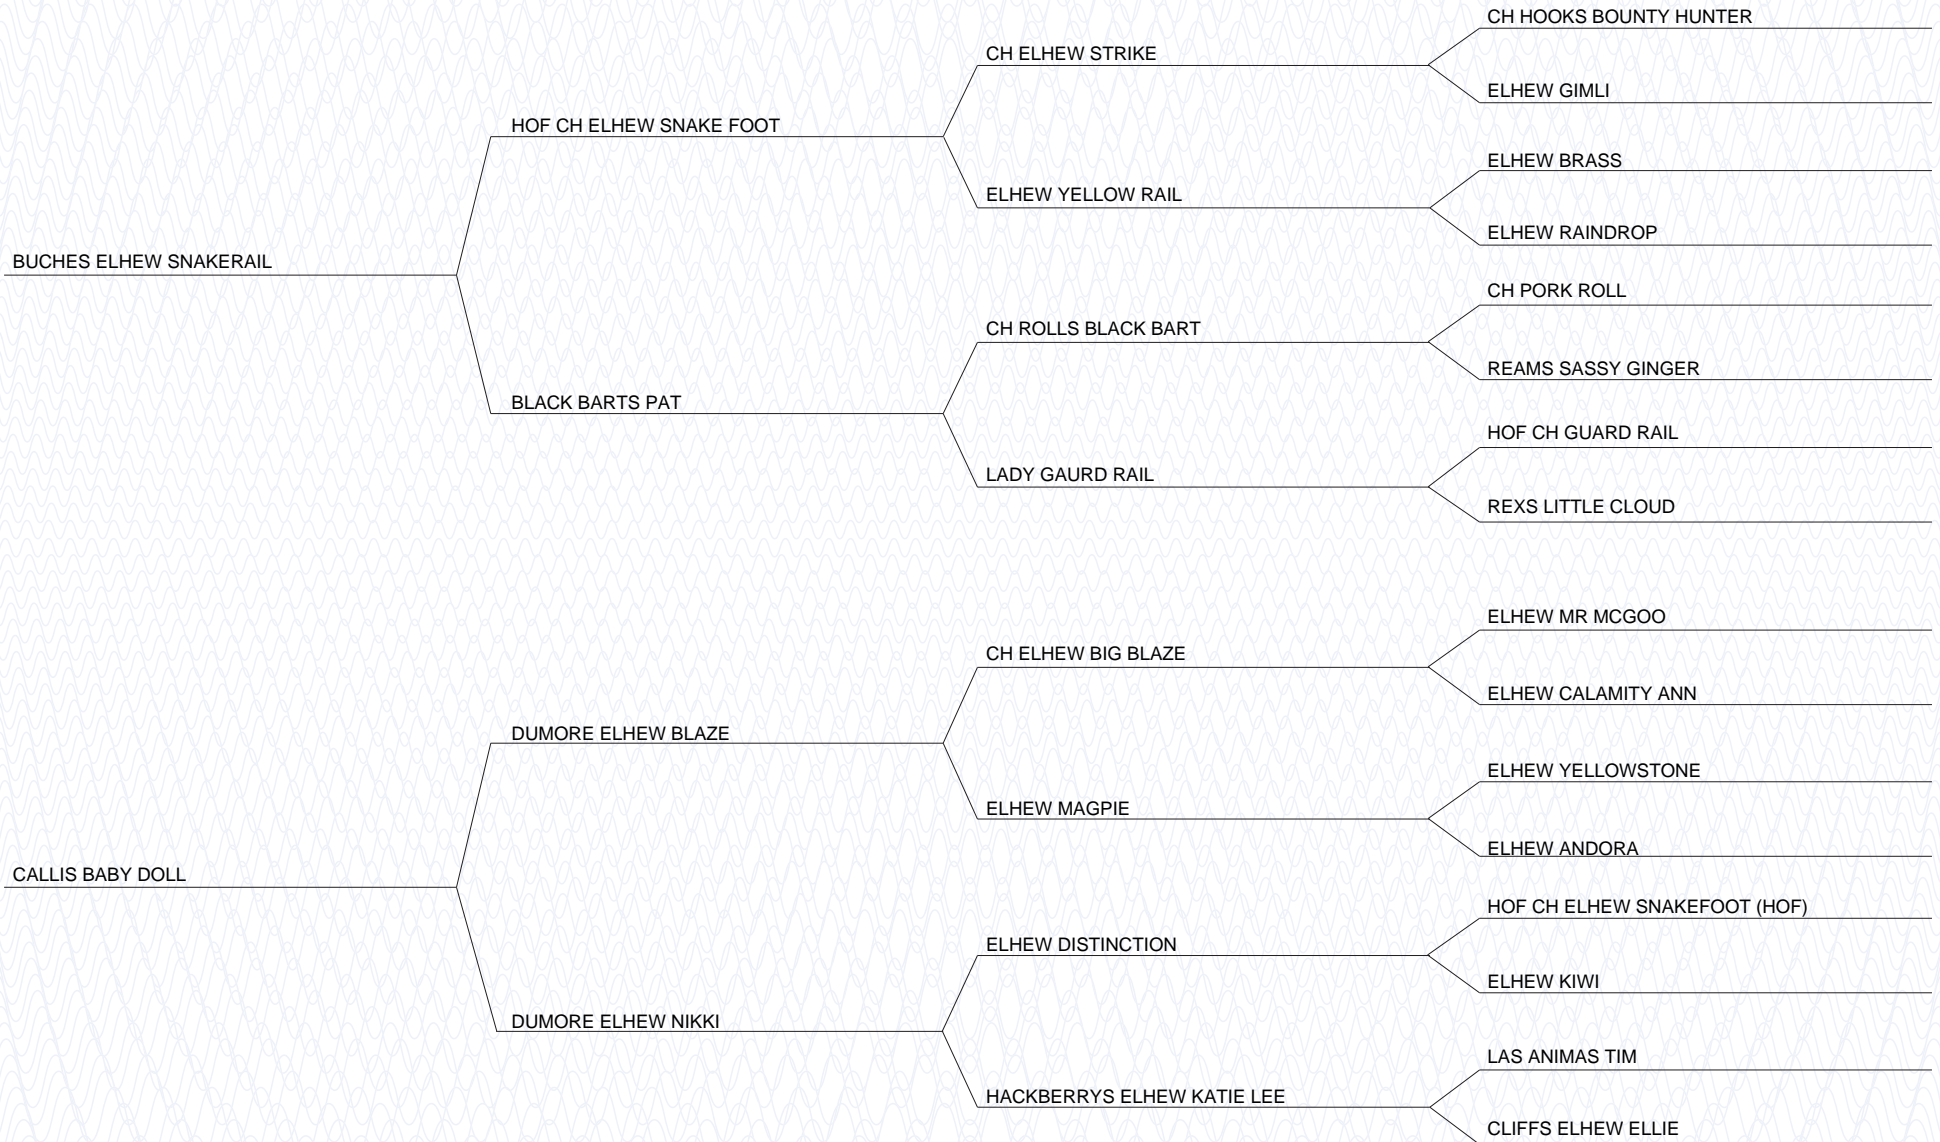 CH HOOKS BOUNTY HUNTER
CH ELHEW STRIKE
ELHEW GIMLI
HOF CH ELHEW SNAKE FOOT
ELHEW BRASS
ELHEW YELLOW RAIL
ELHEW RAINDROP
BUCHES ELHEW SNAKERAIL
CH PORK ROLL
CH ROLLS BLACK BART
REAMS SASSY GINGER
BLACK BARTS PAT
HOF CH GUARD RAIL
LADY GAURD RAIL
REXS LITTLE CLOUD
ELHEW MR MCGOO
CH ELHEW BIG BLAZE
ELHEW CALAMITY ANN
DUMORE ELHEW BLAZE
ELHEW YELLOWSTONE
ELHEW MAGPIE
ELHEW ANDORA
CALLIS BABY DOLL
HOF CH ELHEW SNAKEFOOT (HOF)
ELHEW DISTINCTION
ELHEW KIWI
DUMORE ELHEW NIKKI
LAS ANIMAS TIM
HACKBERRYS ELHEW KATIE LEE
CLIFFS ELHEW ELLIE